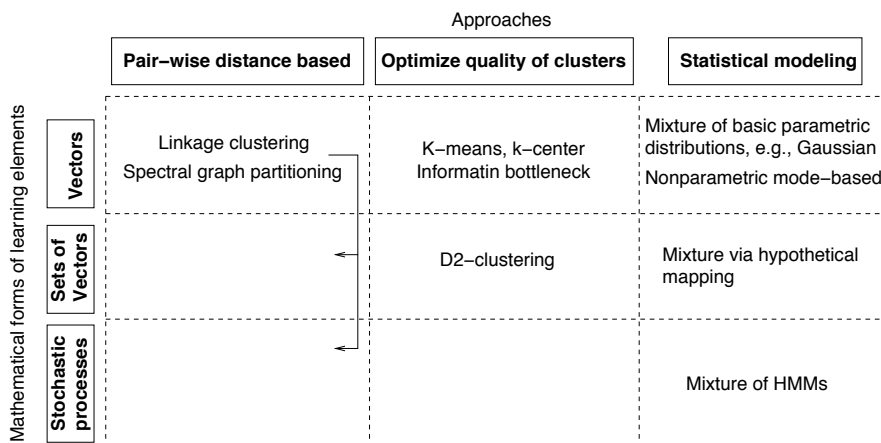 Approaches
Pair−wise distance based
Optimize quality of clusters
Statistical modeling
Mathematical forms of learning elements
Vectors
Linkage clustering
Spectral graph partitioning
K−means, k−center
Informatin bottleneck
Mixture of basic parametric
distributions, e.g., Gaussian
Nonparametric mode−based
Sets of
Vectors
D2−clustering
Mixture via hypothetical
mapping
Stochastic
processes
Mixture of HMMs